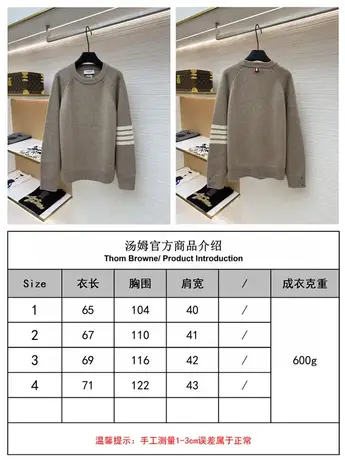 汤姆官方商品介绍
Thom Browne/ Product Introduction
Size 衣长 胸围 肩宽 / 成衣克重
1 65 104 40 /
2 67 110 41 /
3 69 116 42 / 600g
4 71 122 43 /
/
温馨提示：手工测量1-3cm误差属于正常